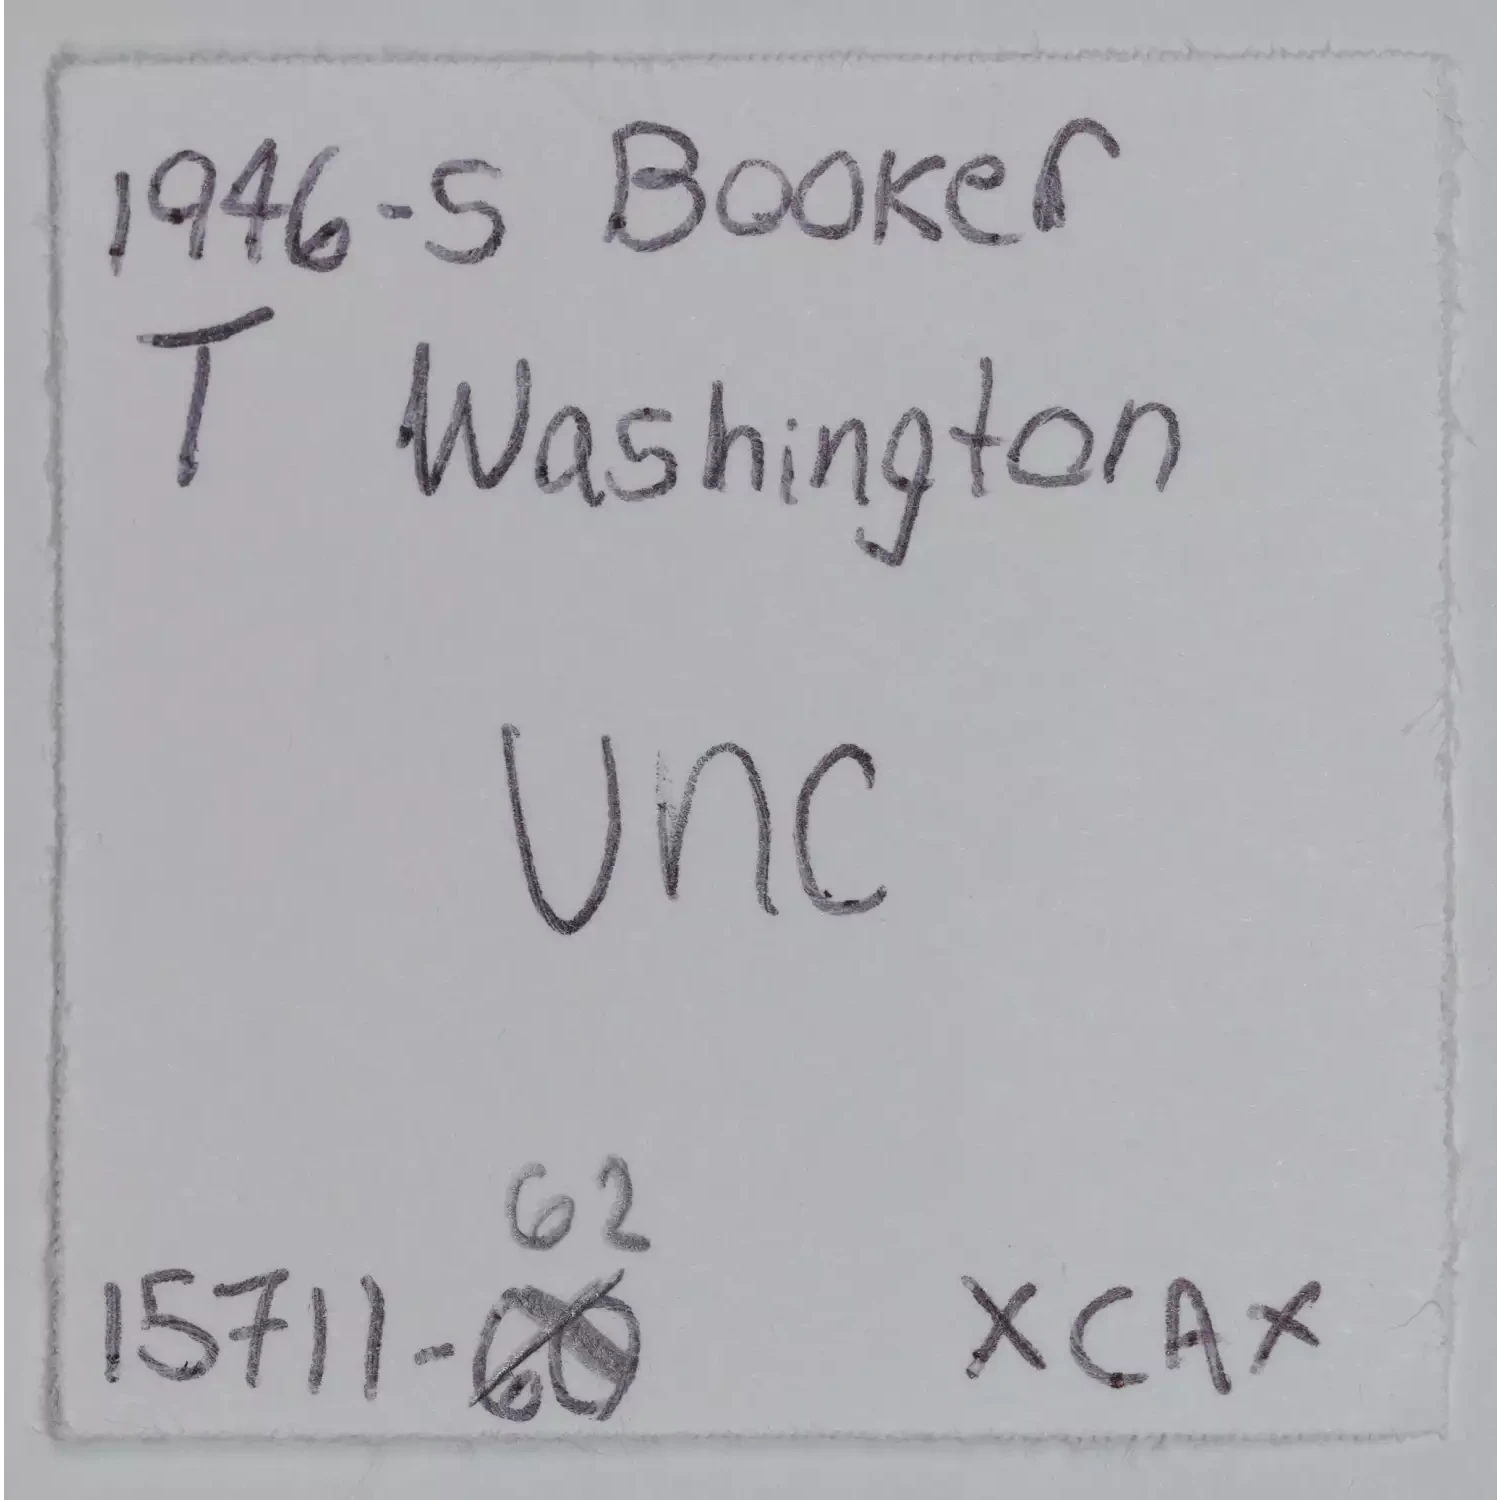 1946-S Booker
T Washington
Unc
62
15711-60 XCAX